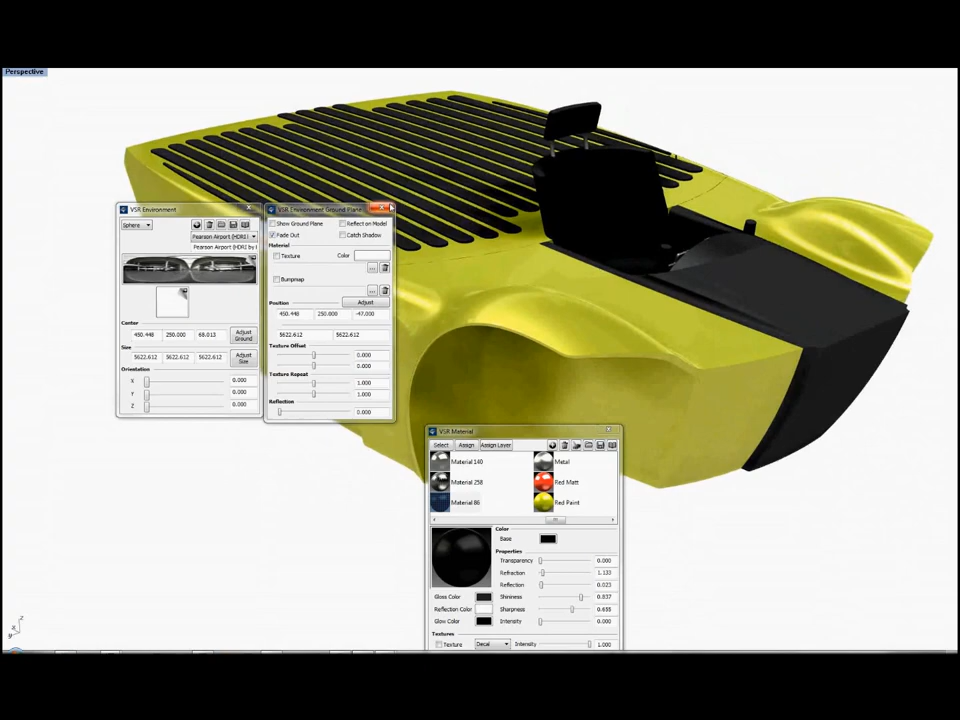 Perspective
VSR Environment
Sphere
Pearson Airport (HDRI
Pearson Airport (HDRI by
Center
450.448 250.000 68.013
Adjust Ground
Size
5622.612 5622.612 5622.612
Adjust Size
Orientation
X 0.000
Y 0.000
Z 0.000
VSR Environment Ground Plane
Show Ground Plane Reflect on Model
Fade Out Catch Shadow
Material
Texture Color
...
Bumpmap
...
Position Adjust
450.448 250.600 -47.000
5622.612 5622.612
Texture Offset
0.000
0.000
Texture Repeat
1.000
1.000
Reflection
0.000
VSR Material
Select Assign Assign Layer
Material 140 Metal
Material 258 Red Matt
Material 86 Red Paint
Color
Base
Properties
Transparency 0.000
Refraction 1.133
Reflection 0.023
Gloss Color Shininess 0.837
Reflection Color Sharpness 0.655
Glow Color Intensity 0.000
Textures
Texture Decal Intensity 1.000
z
x
y